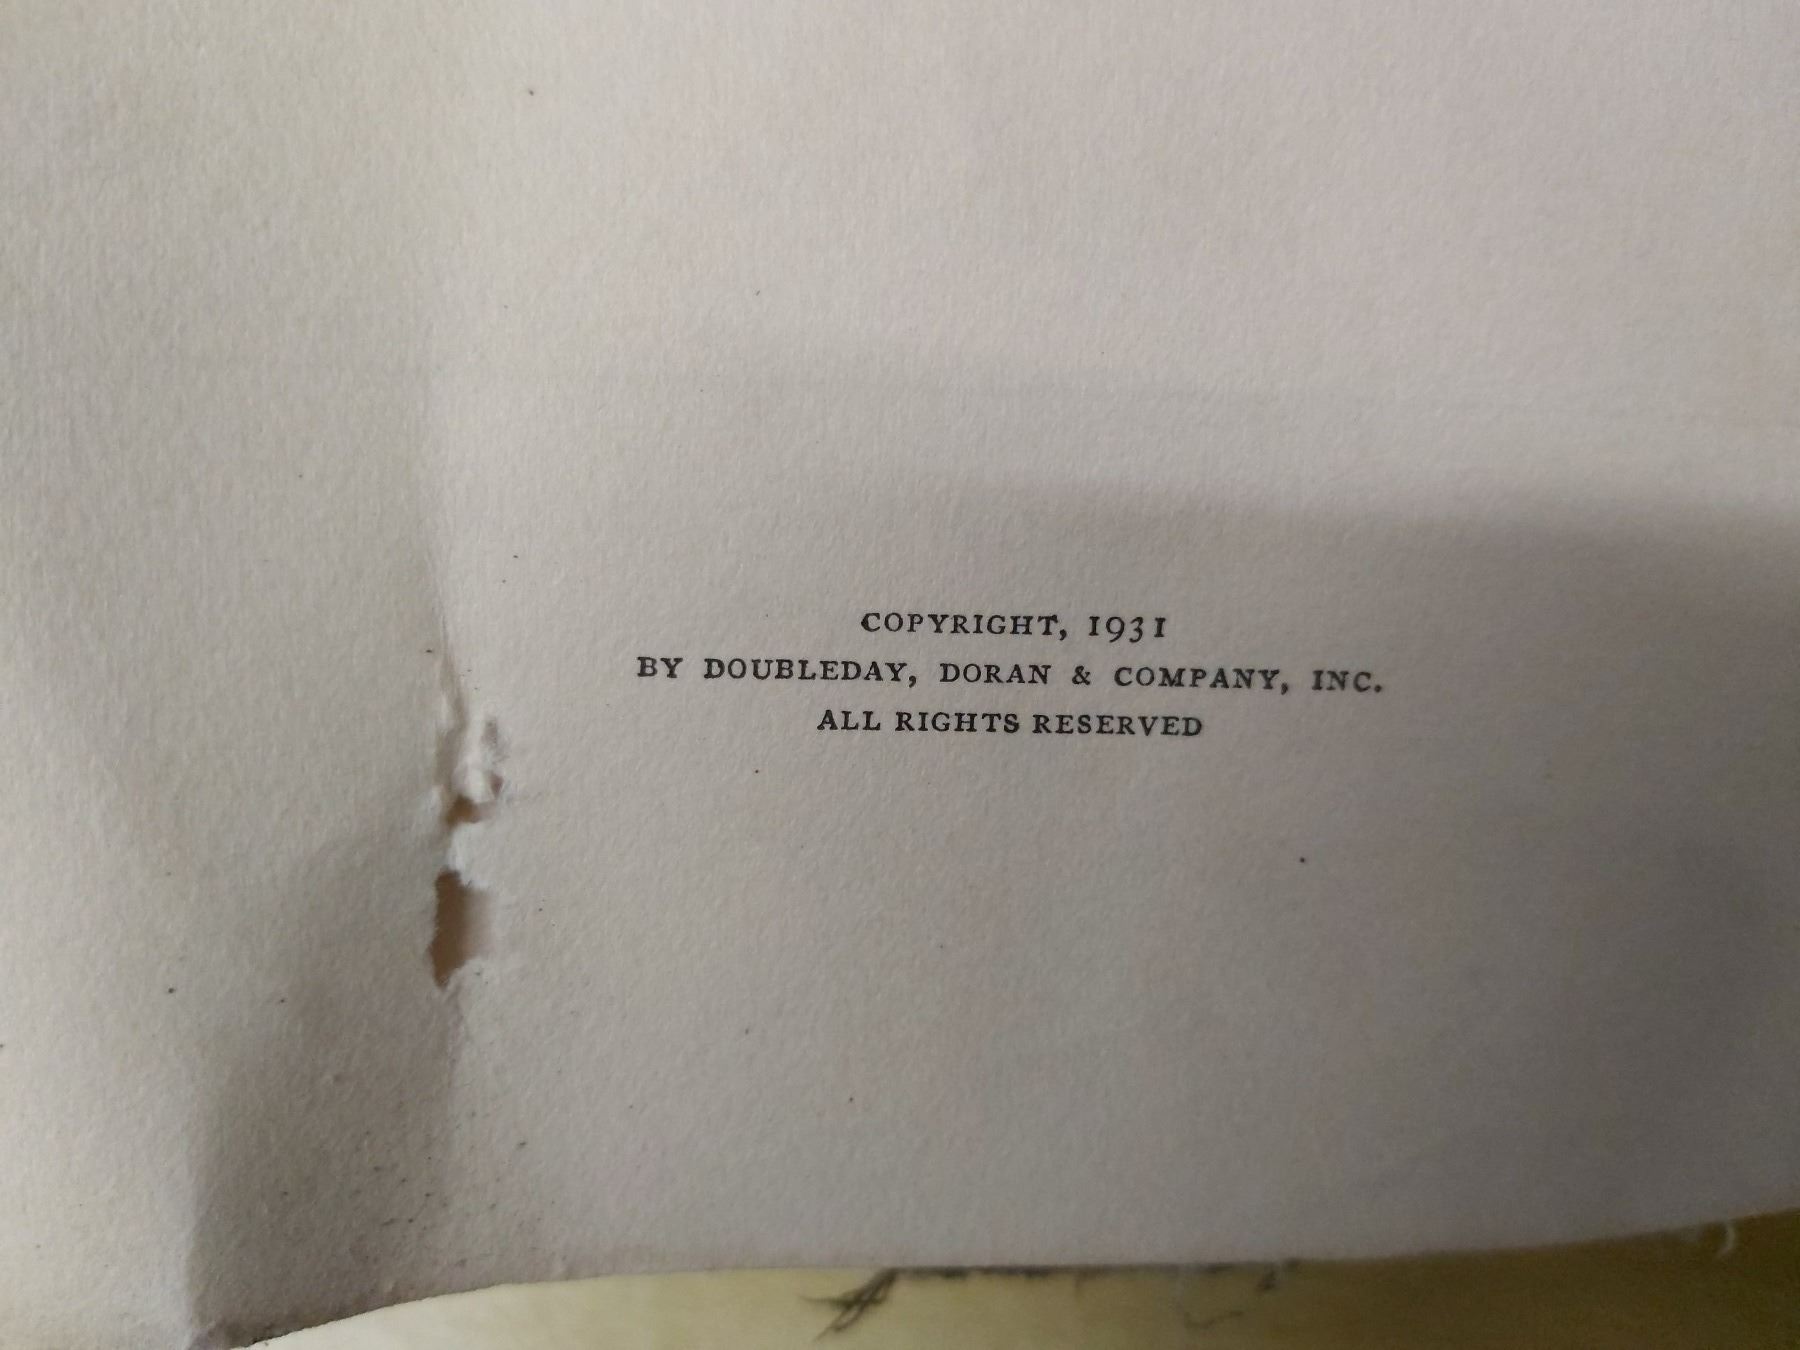 COPYRIGHT, 1931
BY DOUBLEDAY, DORAN & COMPANY, INC.
ALL RIGHTS RESERVED